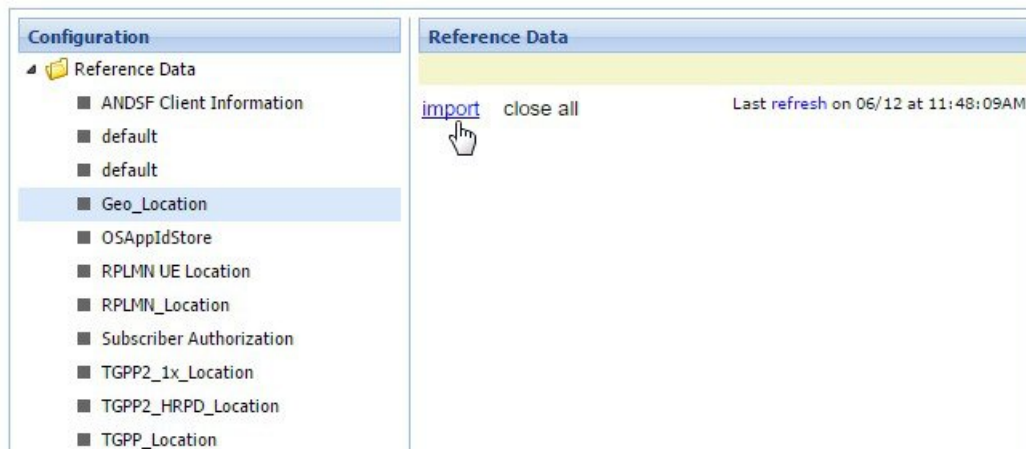 Configuration
Reference Data
ANDSF Client Information
default
default
Geo_Location
OSAppIdStore
RPLMN UE Location
RPLMN_Location
Subscriber Authorization
TGPP2_1x_Location
TGPP2_HRPD_Location
TGPP_Location
Reference Data
import close all Last refresh on 06/12 at 11:48:09AM